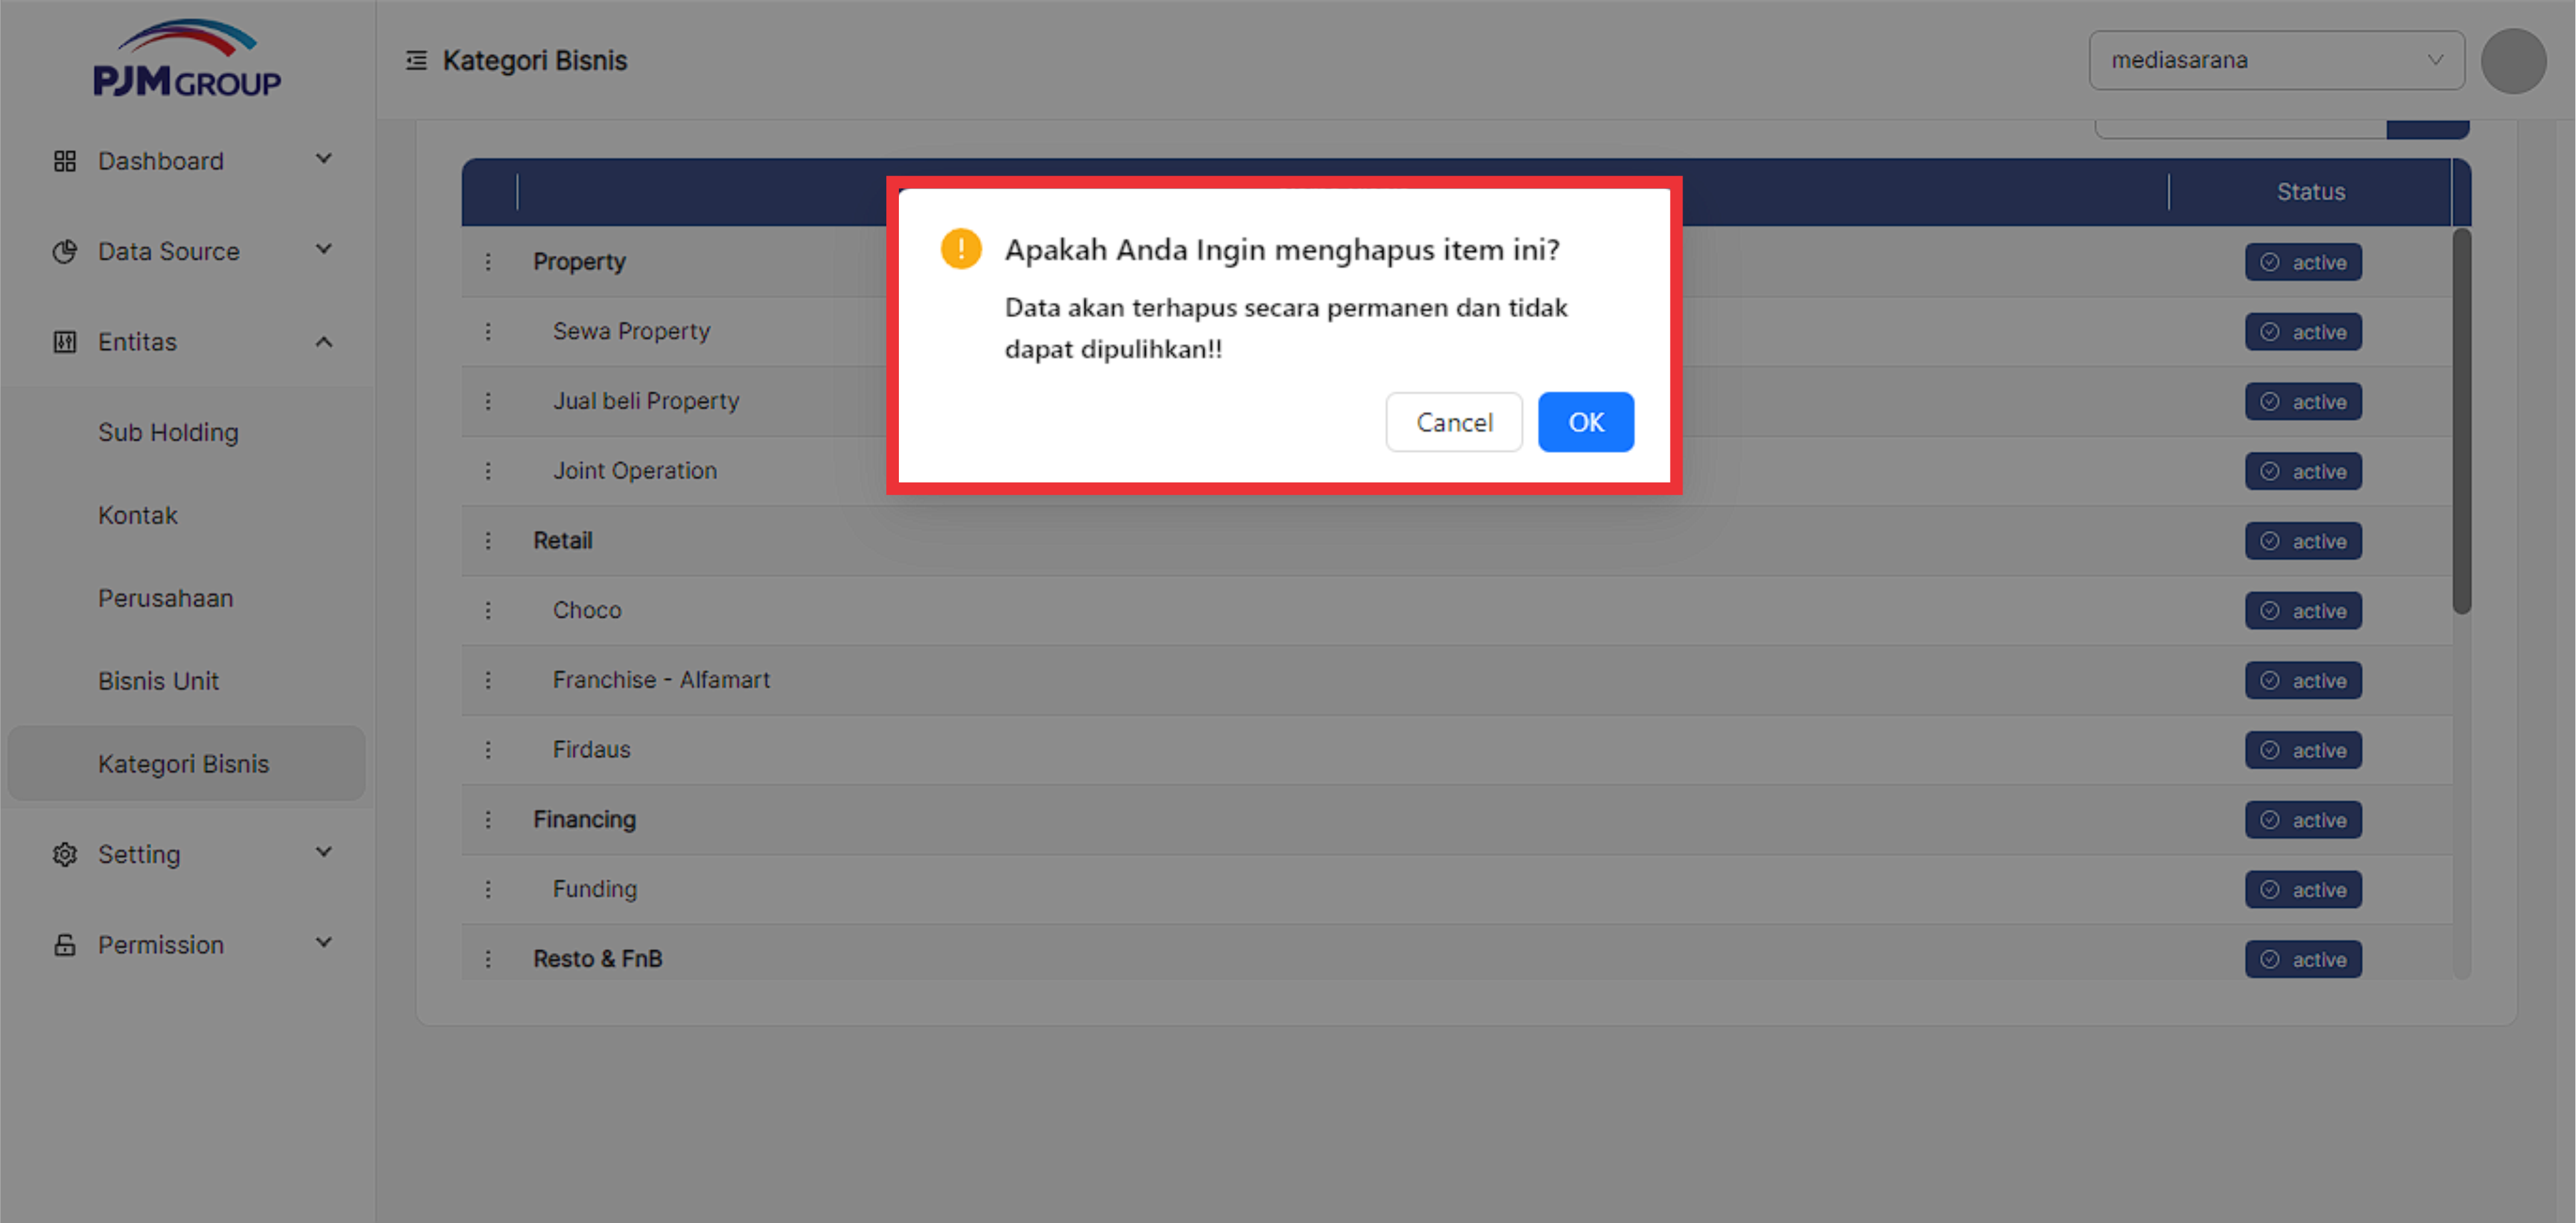 PJM GROUP
Kategori Bisnis
mediasarana
Dashboard
Data Source
Entitas
Sub Holding
Kontak
Perusahaan
Bisnis Unit
Kategori Bisnis
Setting
Permission
Status
Property
active
Sewa Property
active
Jual beli Property
active
Joint Operation
active
Retail
active
Choco
active
Franchise - Alfamart
active
Firdaus
active
Financing
active
Funding
active
Resto & FnB
active
Apakah Anda Ingin menghapus item ini?
Data akan terhapus secara permanen dan tidak
dapat dipulihkan!!
Cancel
OK